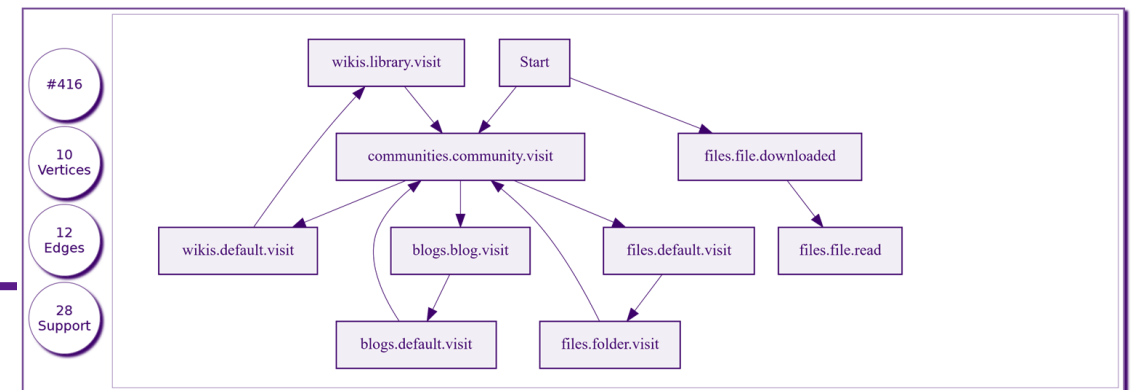 #416
10
Vertices
12
Edges
28
Support
wikis.library.visit
Start
communities.community.visit
files.file.downloaded
wikis.default.visit
blogs.blog.visit
files.default.visit
files.file.read
blogs.default.visit
files.folder.visit